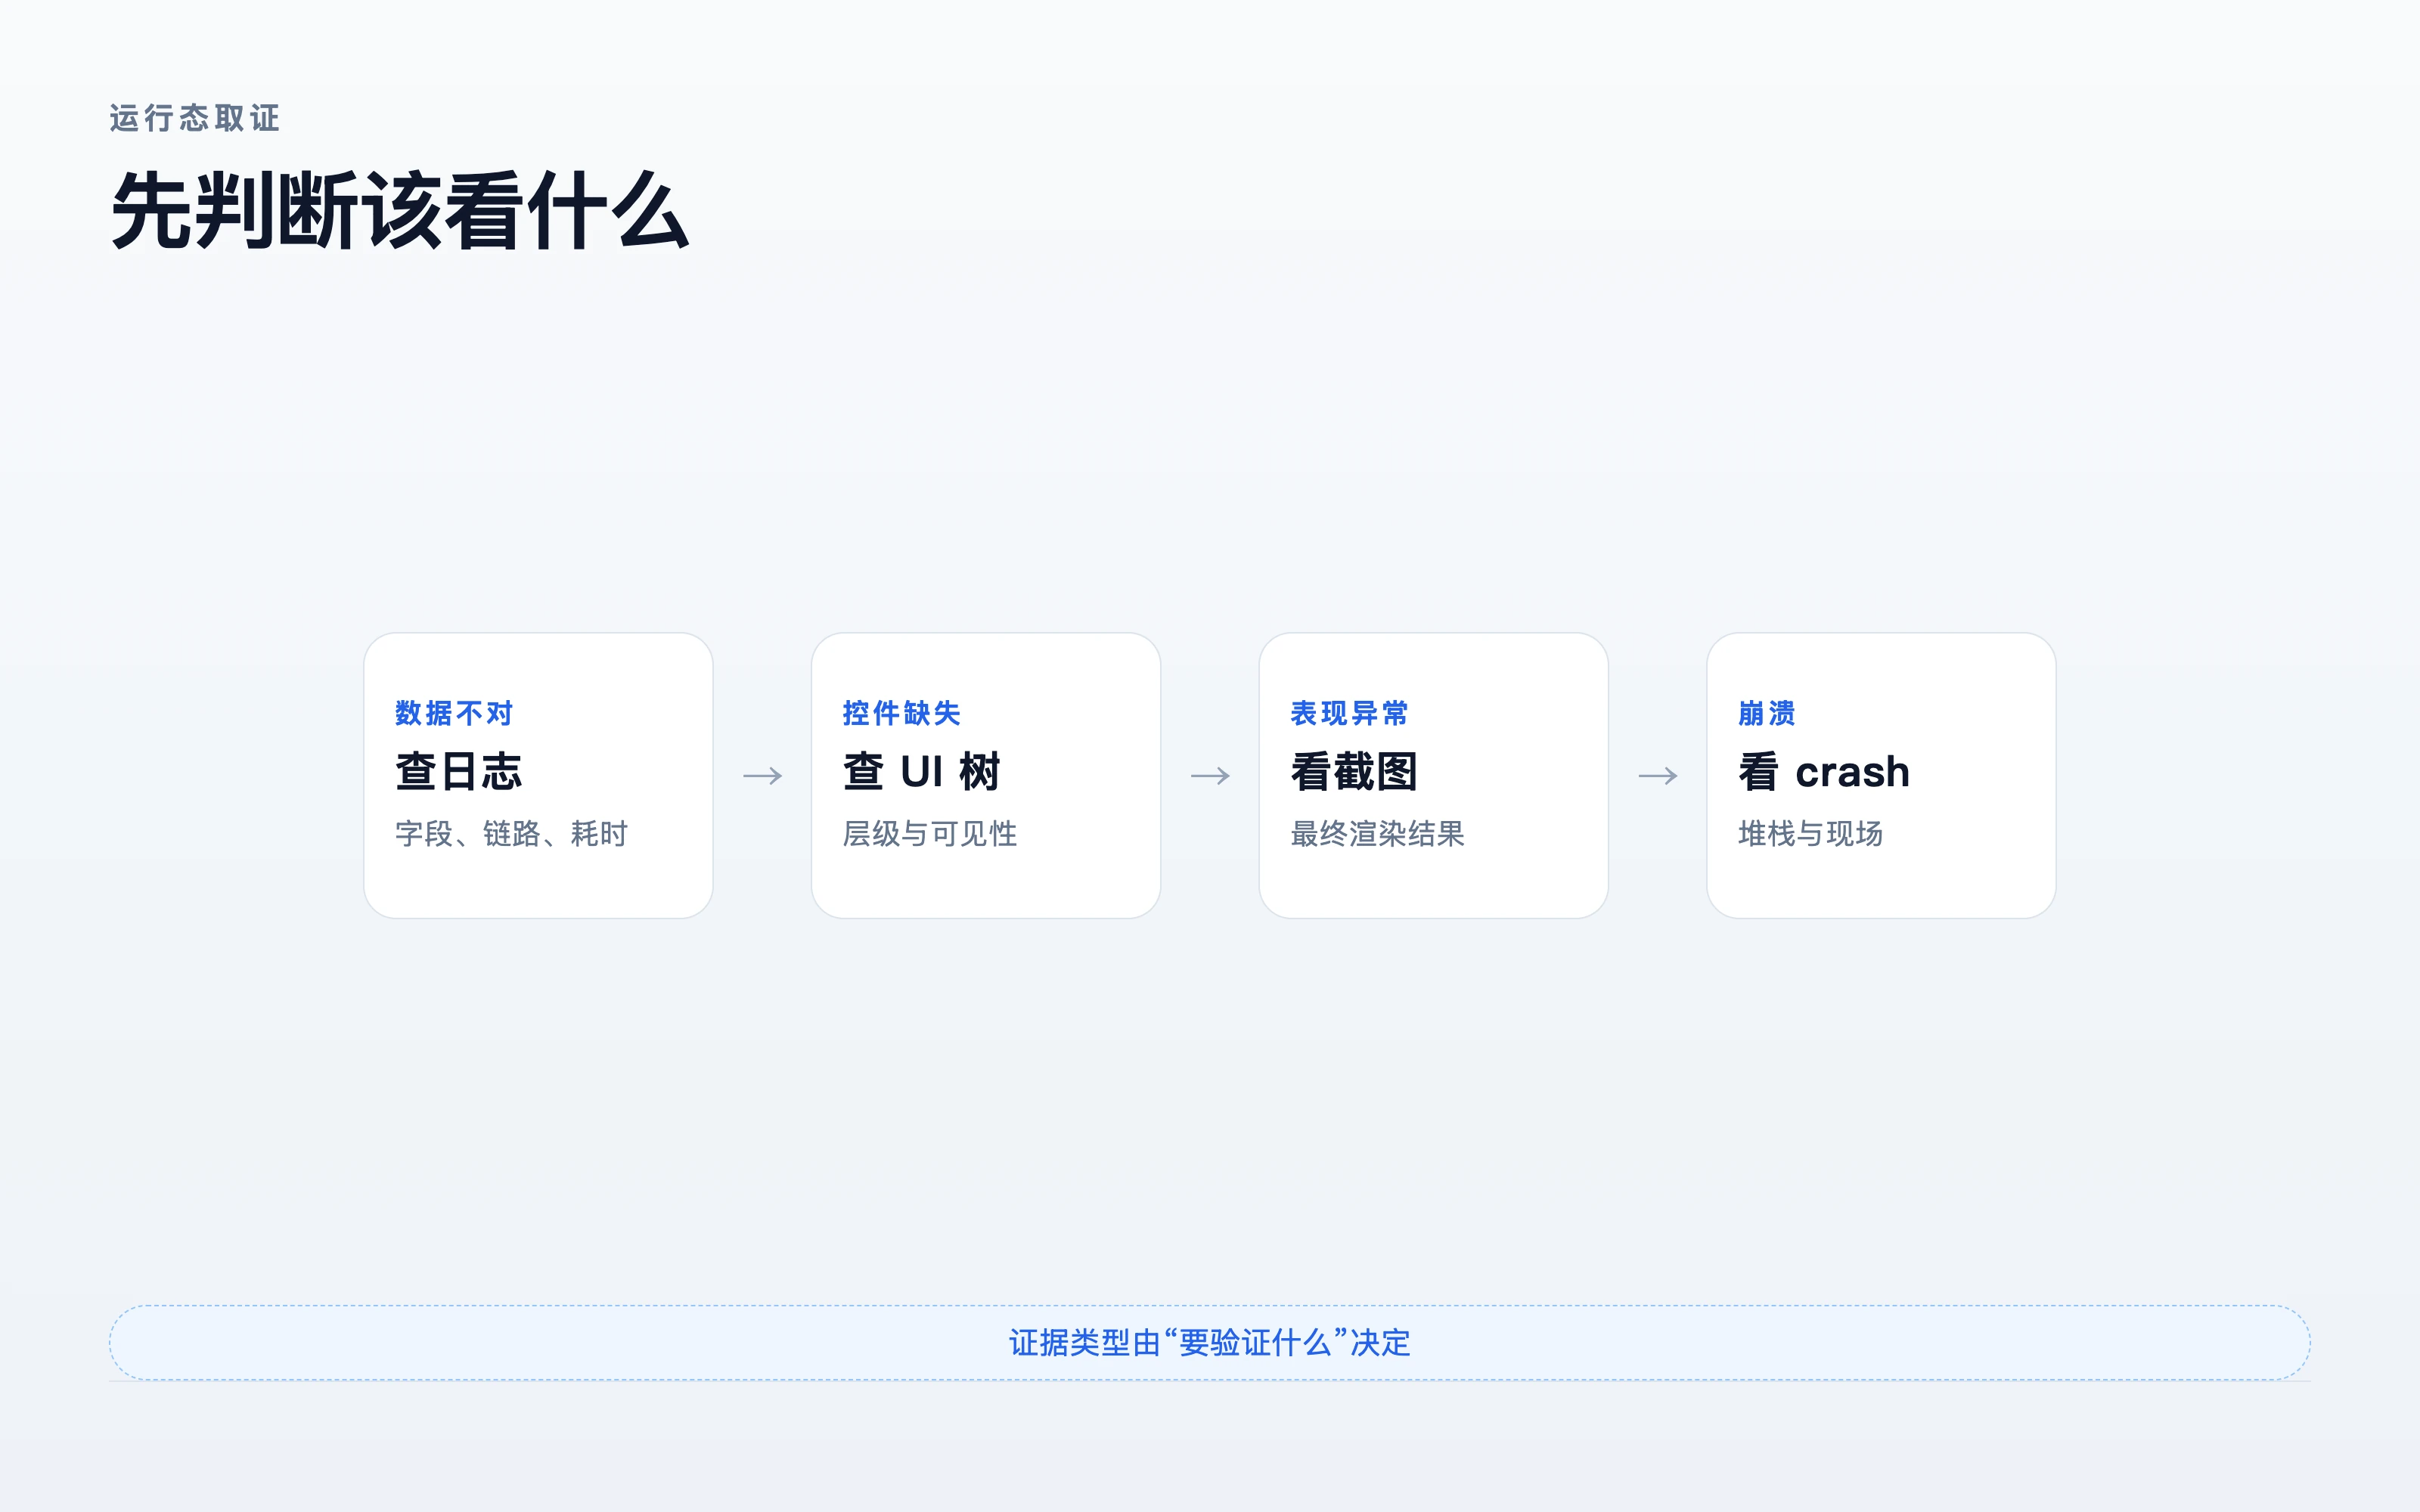 运行态取证
先判断该看什么
数据不对
查日志
字段、链路、耗时
→
控件缺失
查 UI 树
层级与可见性
→
表现异常
看截图
最终渲染结果
→
崩溃
看 crash
堆栈与现场
证据类型由“要验证什么”决定